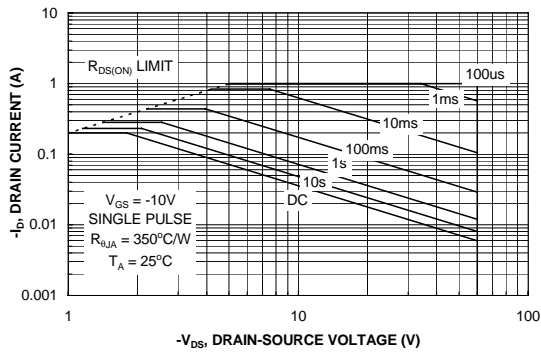 10
1
0.1
0.01
0.001
-I_D, DRAIN CURRENT (A)
R_DS(ON) LIMIT
100us
1ms
10ms
100ms
1s
10s
DC
V_GS = -10V
SINGLE PULSE
R_θJA = 350°C/W
T_A = 25°C
1
10
100
-V_DS, DRAIN-SOURCE VOLTAGE (V)